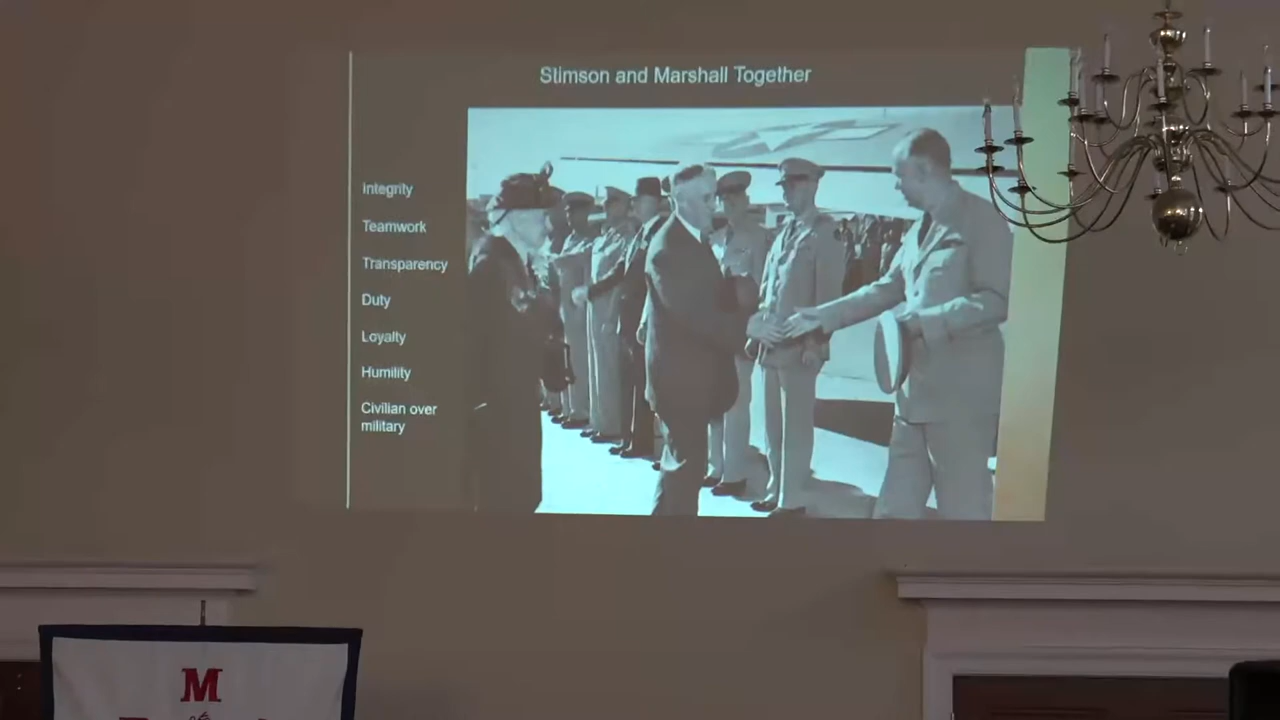 Stimson and Marshall Together
Integrity
Teamwork
Transparency
Duty
Loyalty
Humility
Civilian over
military
M